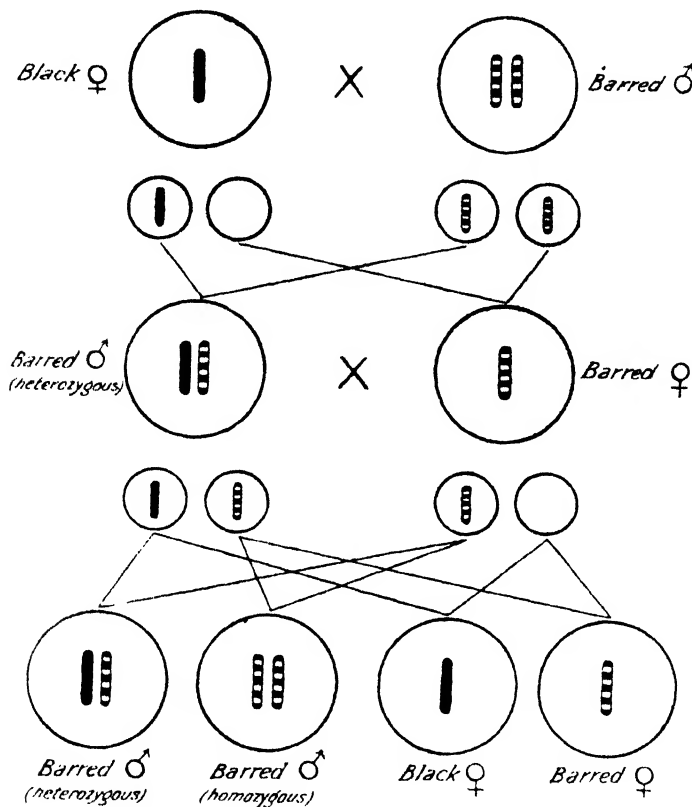 Black ♀ X Barred ♂
Barred ♂
(heterozygous)
X Barred ♀
Barred ♂
(heterozygous)
Barred ♂
(homozygous)
Black ♀
Barred ♀